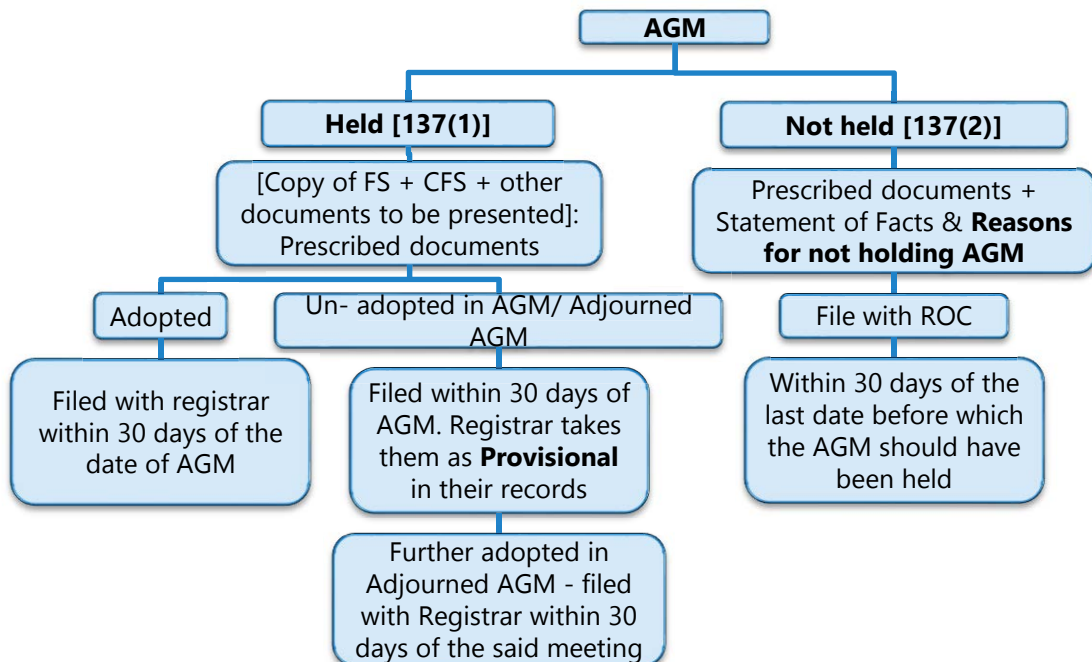 AGM
Held [137(1)]
Not held [137(2)]
[Copy of FS + CFS + other
documents to be presented]:
Prescribed documents
Prescribed documents +
Statement of Facts & Reasons
for not holding AGM
Adopted
Un- adopted in AGM/ Adjourned
AGM
File with ROC
Filed with registrar
within 30 days of the
date of AGM
Filed within 30 days of
AGM. Registrar takes
them as Provisional
in their records
Within 30 days of the
last date before which
the AGM should have
been held
Further adopted in
Adjourned AGM - filed
with Registrar within 30
days of the said meeting